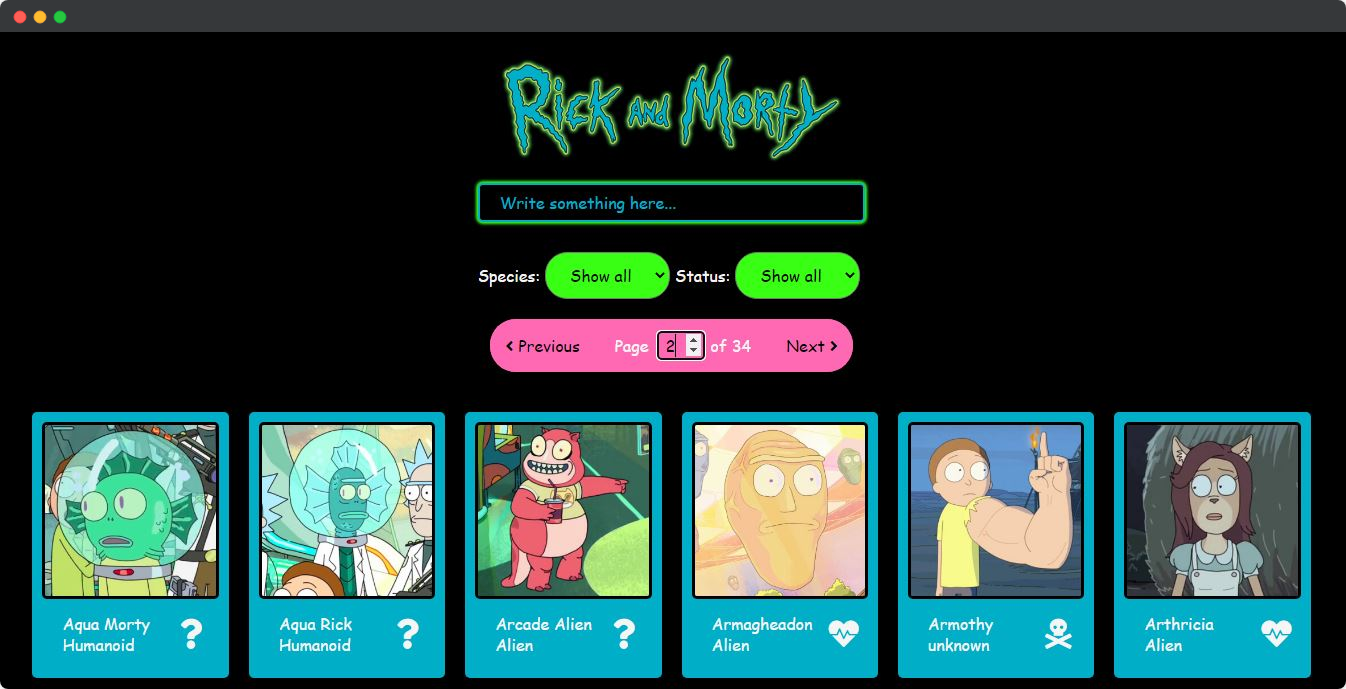 Rick and Morty
Write something here...
Species: Show all Status: Show all
Previous Page 2 of 34 Next
Aqua Morty
Humanoid
Aqua Rick
Humanoid
Arcade Alien
Alien
Armagheadon
Alien
Armothy
unknown
Arthricia
Alien